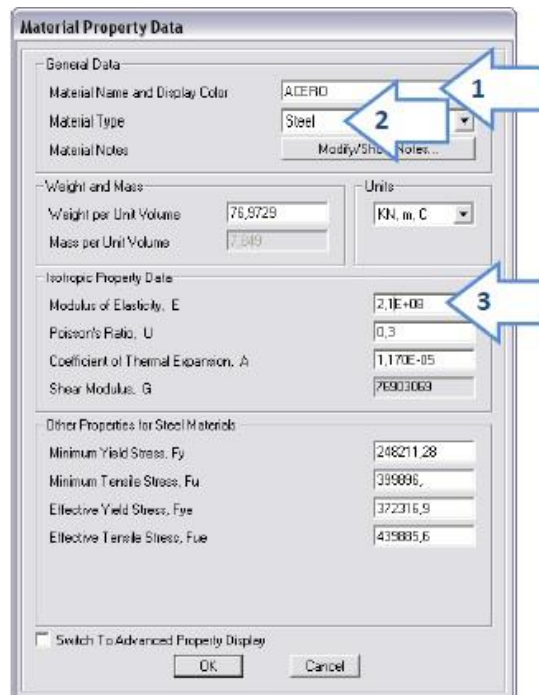 Material Property Data
General Data
Material Name and Display Color ACERO 1
Material Type Steel 2
Material Notes Modify/Show Notes...
Weight and Mass Units
Weight per Unit Volume 76,9729 KN, m, C
Mass per Unit Volume 7,849
Isotropic Property Data
Modulus of Elasticity, E 2,1E+08 3
Poisson's Ratio, U 0,3
Coefficient of Thermal Expansion, A 1,170E-05
Shear Modulus, G 76903069
Other Properties for Steel Materials
Minimum Yield Stress, Fy 248211,28
Minimum Tensile Stress, Fu 399896,
Effective Yield Stress, Fye 372316,9
Effective Tensile Stress, Fue 439885,6
Switch To Advanced Property Display
OK Cancel